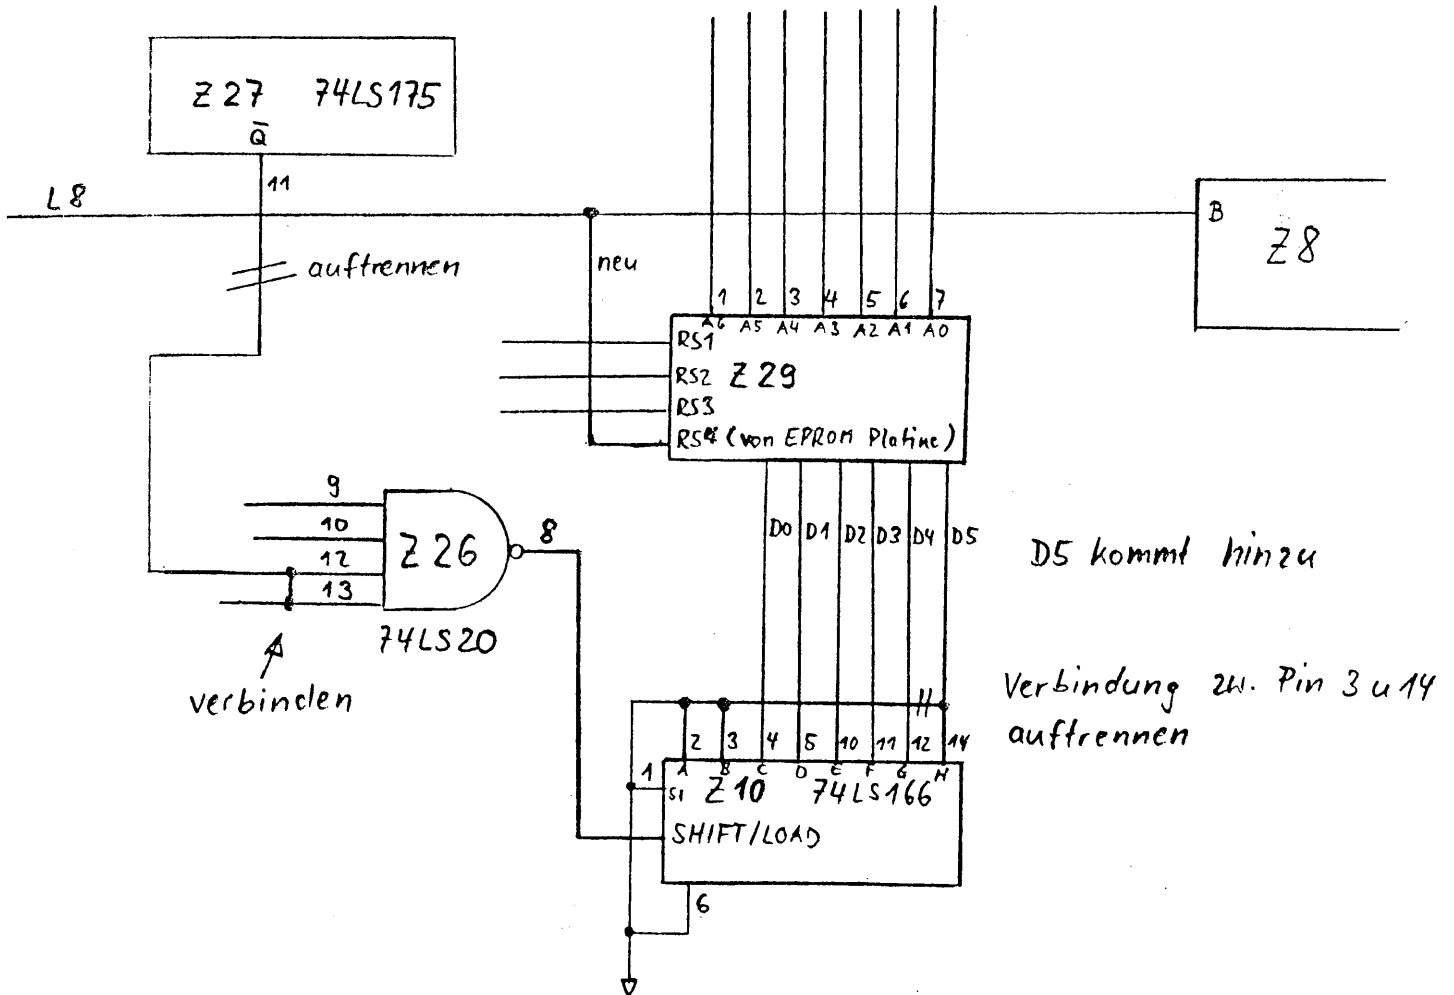 Z 27 74LS175
Q̅
11
L 8
auftrennen
neu
B
Z 8
1 2 3 4 5 6 7
A6 A5 A4 A3 A2 A1 A0
RS1
RS2 Z 29
RS3
RS4 (von EPROM Platine)
9
10
12
13
Z 26
8
74LS20
verbinden
D0 D1 D2 D3 D4 D5
D5 kommt hinzu
Verbindung zw. Pin 3 u 14
auftrennen
1 2 3 4 5 10 11 12 14
A B C D E F G H
SI Z 10 74LS166
SHIFT/LOAD
6